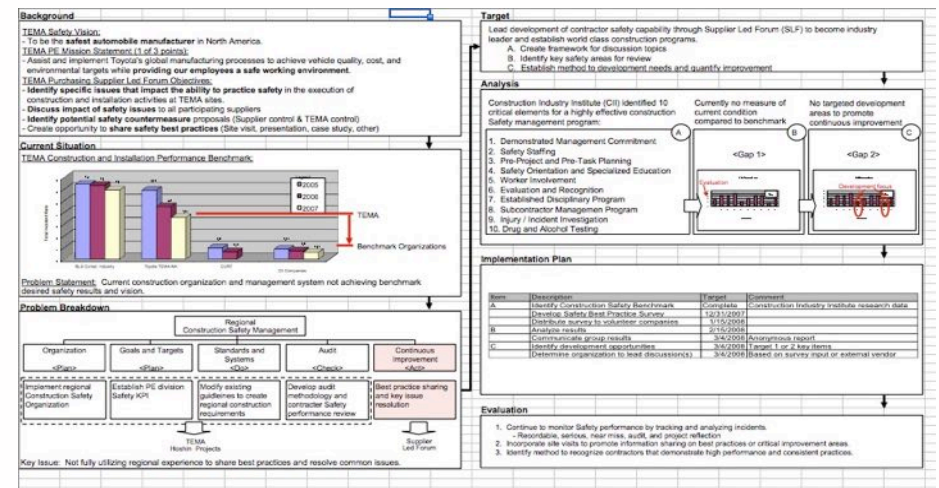 Background
TEMA Safety Vision:
- To be the safest automobile manufacturer in North America.
TEMA PE Mission Statement (1 of 3 points):
- Assist and implement Toyota's global manufacturing processes to achieve vehicle quality, cost, and
environmental targets while providing our employees a safe working environment.
TEMA Purchasing Supplier Led Forum Objectives:
- Identify specific issues that impact the ability to practice safety in the execution of
construction and installation activities at TEMA sites.
- Discuss impact of safety issues to all participating suppliers
- Identify potential safety countermeasure proposals (Supplier control & TEMA control)
- Create opportunity to share safety best practices (Site visit, presentation, case study, other)
Current Situation
TEMA Construction and Installation Performance Benchmark:
2005
2006
2007
TEMA
Benchmark Organizations
Problem Statement: Current construction organization and management system not achieving benchmark
desired safety results and vision.
Problem Breakdown
Regional
Construction Safety Management
Organization
<Plan>
Goals and Targets
<Plan>
Standards and
Systems
<Do>
Audit
<Check>
Continuous
improvement
<Act>
Implement regional
Construction Safety
Organization
Establish PE division
Safety KPI
Modify existing
guidleines to create
regional construction
requirements
Develop audit
methodology and
contractor Safety
performance review
Best practice sharing
and key issue
resolution
TEMA
Hoshin Projects
Supplier
Led Forum
Key Issue: Not fully utilizing regional experience to share best practices and resolve common issues.
Target
Lead development of contractor safety capability through Supplier Led Forum (SLF) to become industry
leader and establish world class construction programs.
A. Create framework for discussion topics
B. Identify key safety areas for review
C. Establish method to development needs and quantify improvement
Analysis
Construction Industry Institute (CII) identified 10
critical elements for a highly effective construction
Safety management program:
A
1. Demonstrated Management Commitment
2. Safety Staffing
3. Pre-Project and Pre-Task Planning
4. Safety Orientation and Specialized Education
5. Worker Involvement
6. Evaluation and Recognition
7. Established Disciplinary Program
8. Subcontractor Managemen Program
9. Injury / Incident Investigation
10. Drug and Alcohol Testing
Currently no measure of
current condition
compared to benchmark
B
<Gap 1>
Evaluation
No targeted development
areas to promote
continuous improvement
C
<Gap 2>
Development focus
Implementation Plan
Item Description Target Comment
A Identify Construction Safety Benchmark Complete Construction Industry Institute research data
Develop Safety Best Practice Survey 12/31/2007
Distribute survey to volunteer companies 1/15/2008
B Analyze results 2/15/2008
Communicate group results 3/4/2008 Anonymous report
C Identify development opportunities 3/4/2008 Target 1 or 2 key items
Determine organization to lead discussion(s) 3/4/2008 Based on survey input or external vendor
Evaluation
1. Continue to monitor Safety performance by tracking and analyzing incidents.
- Recordable, serious, near miss, audit, and project reflection
2. Incorporate site visits to promote information sharing on best practices or critical improvement areas.
3. Identify method to recognize contractors that demonstrate high performance and consistent practices.